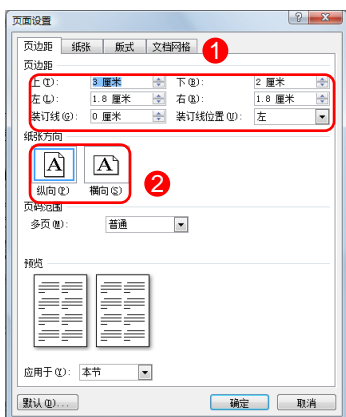 页面设置
页边距 纸张 版式 文档网格
1
页边距
上(T): 3 厘米 下(B): 2 厘米
左(L): 1.8 厘米 右(R): 1.8 厘米
装订线(G): 0 厘米 装订线位置(U): 左
纸张方向
A A
纵向(P) 横向(S)
2
页码范围
多页(M): 普通
预览
应用于(Y): 本节
默认(D)... 确定 取消